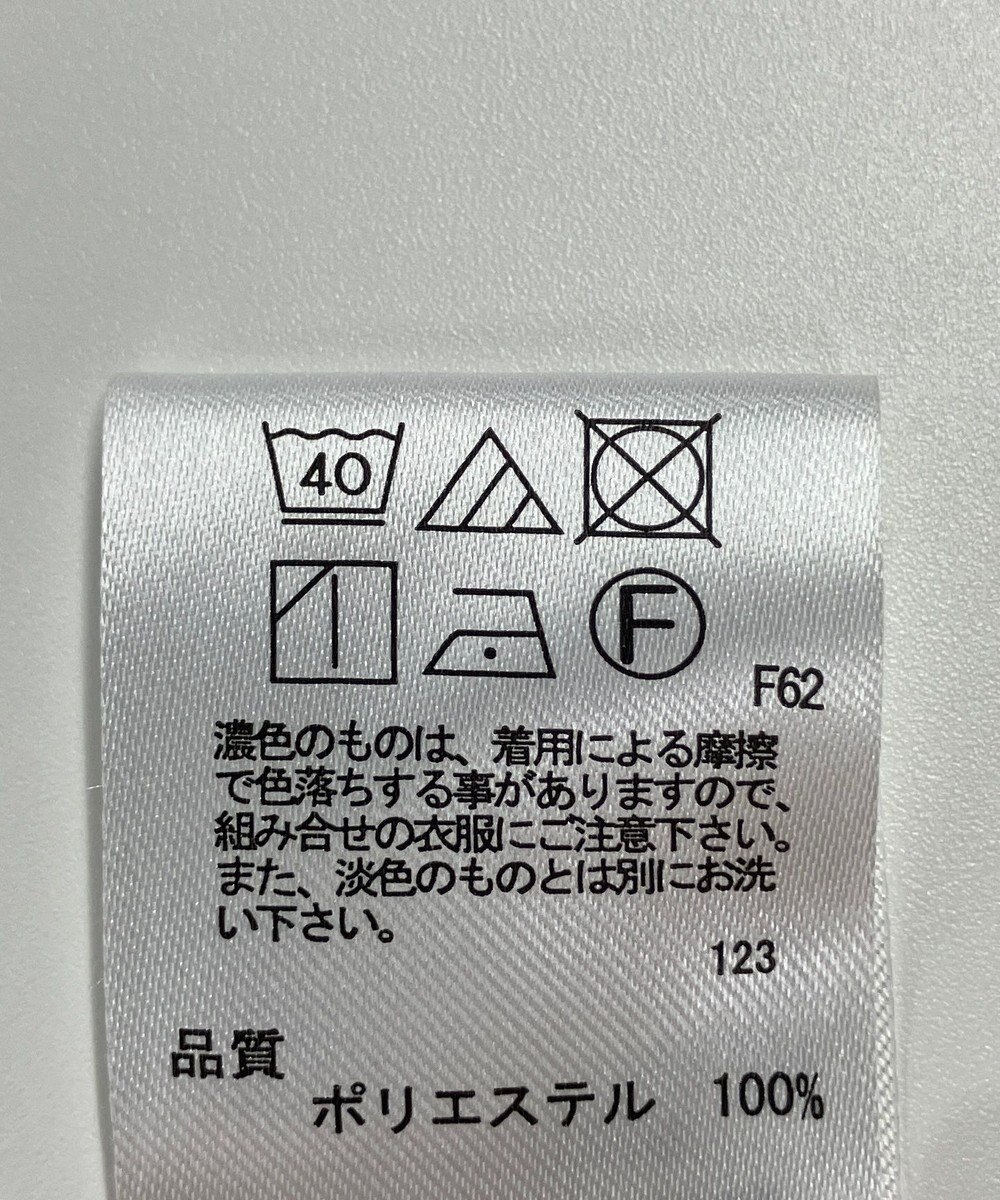 40
F
F62
濃色のものは、着用による摩擦
で色落ちする事がありますので、
組み合せの衣服にご注意下さい。
また、淡色のものとは別にお洗
い下さい。
123
品質
ポリエステル 100%